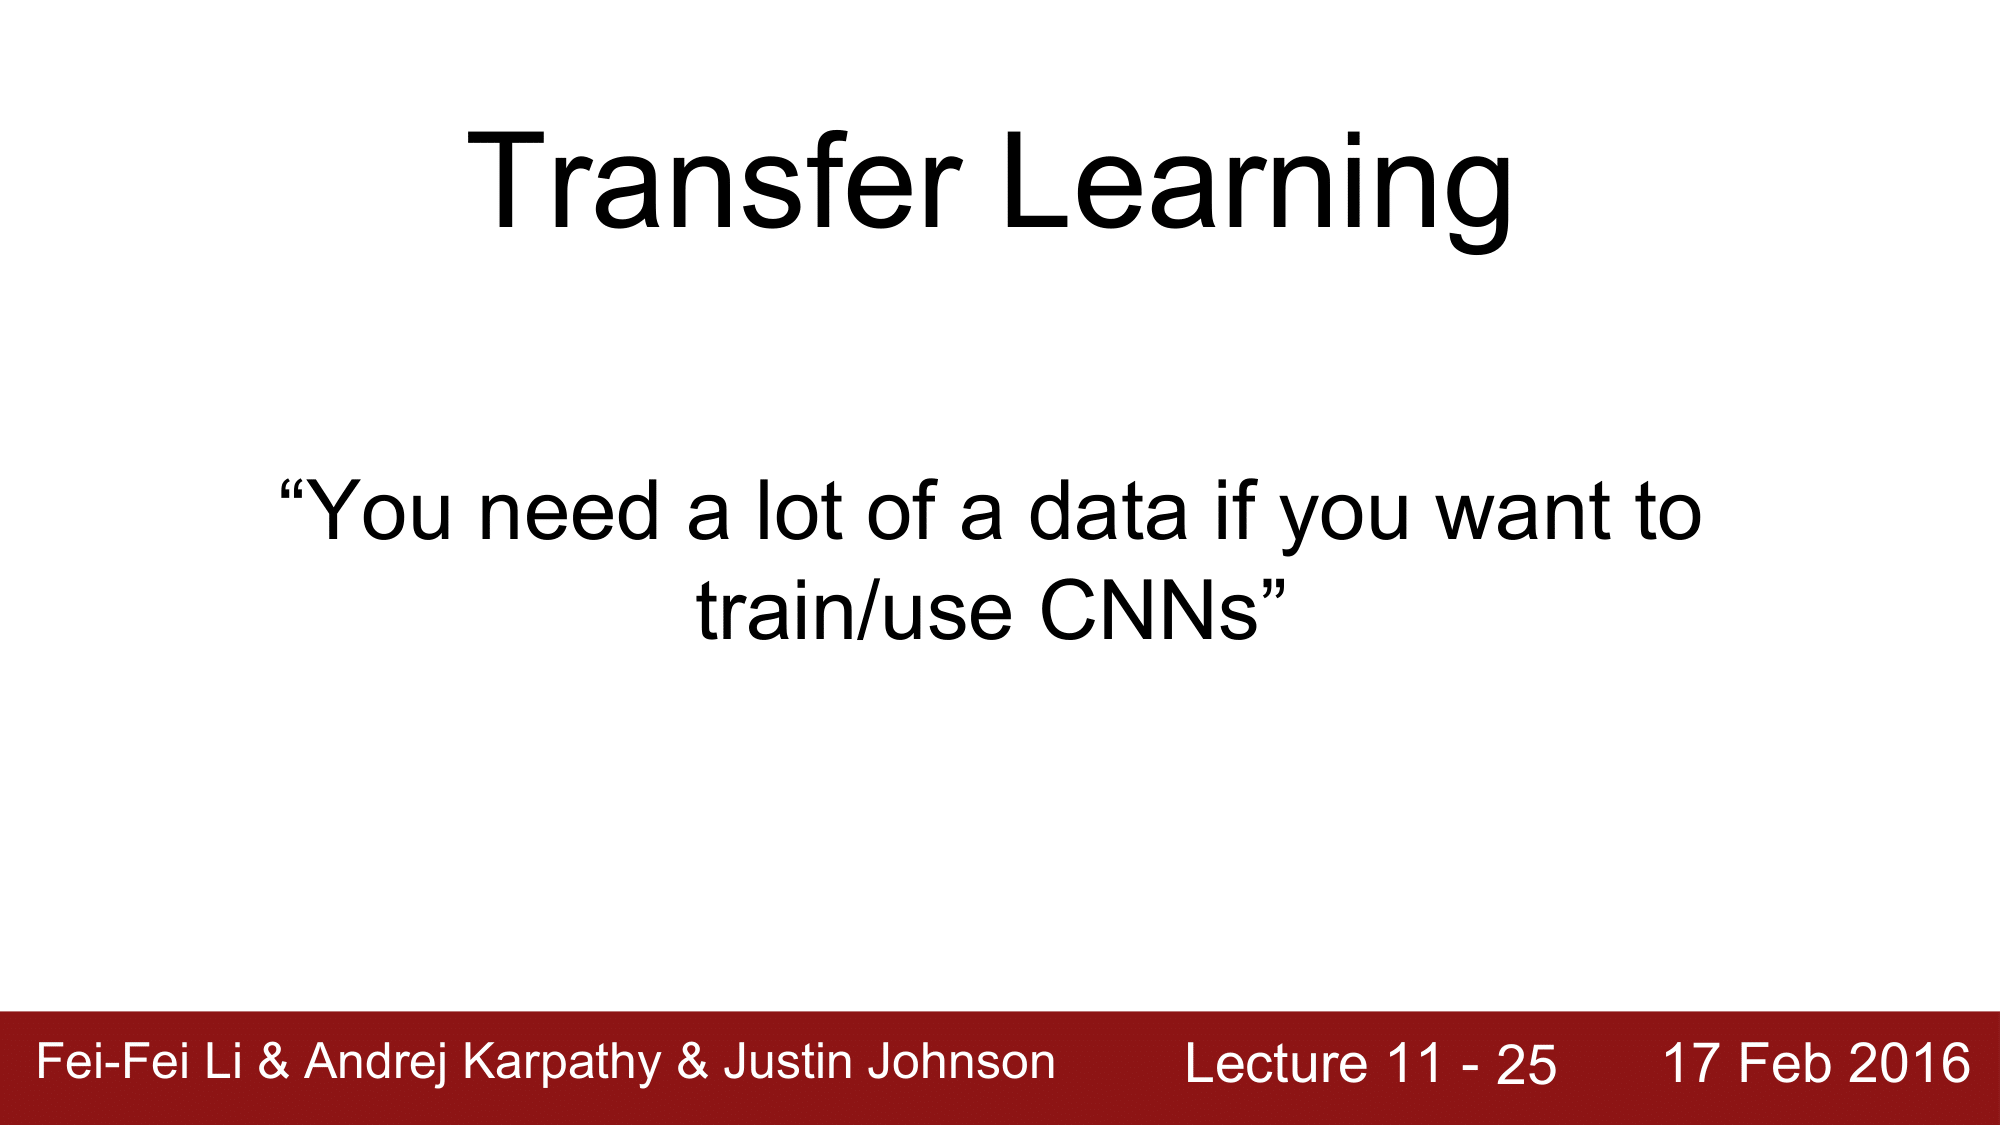 Transfer Learning
“You need a lot of a data if you want to
train/use CNNs”
Fei-Fei Li & Andrej Karpathy & Justin Johnson
Lecture 11 - 25
17 Feb 2016